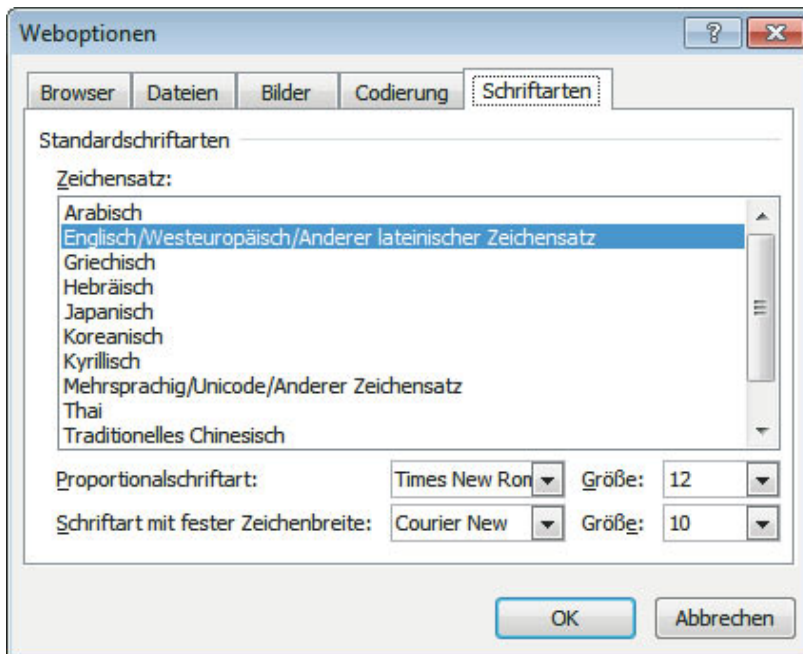 Weboptionen
Browser Dateien Bilder Codierung Schriftarten
Standardschriftarten
Zeichensatz:
Arabisch
Englisch/Westeuropäisch/Anderer lateinischer Zeichensatz
Griechisch
Hebräisch
Japanisch
Koreanisch
Kyrillisch
Mehrsprachig/Unicode/Anderer Zeichensatz
Thai
Traditionelles Chinesisch
Proportionalschriftart: Times New Ron Größe: 12
Schriftart mit fester Zeichenbreite: Courier New Größe: 10
OK Abbrechen